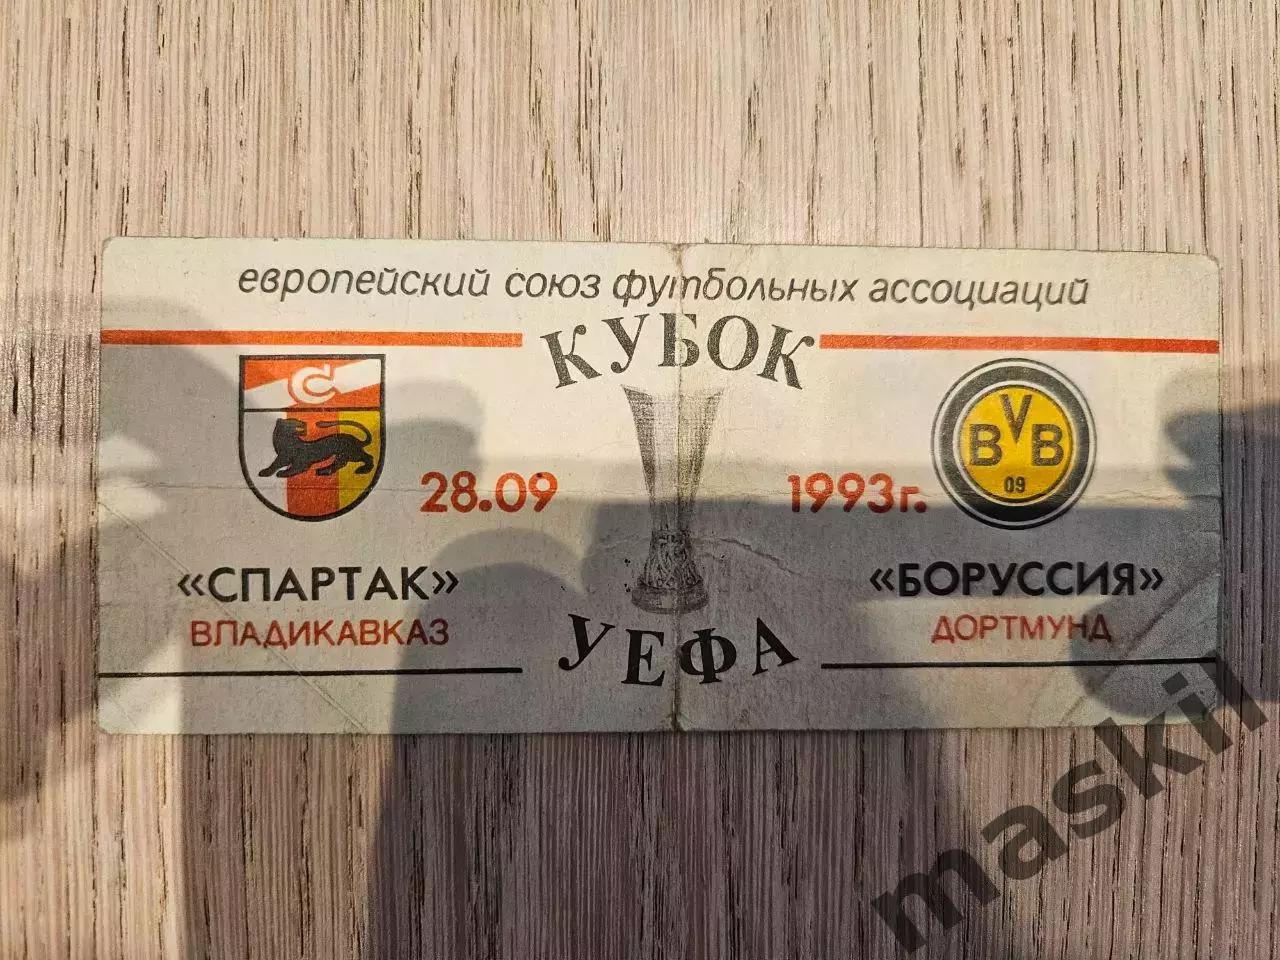 европейский союз футбольных ассоциаций
КУБОК
С
BVB
09
28.09
1993г.
«СПАРТАК»
ВЛАДИКАВКАЗ
«БОРУССИЯ»
ДОРТМУНД
УЕФА
maskil